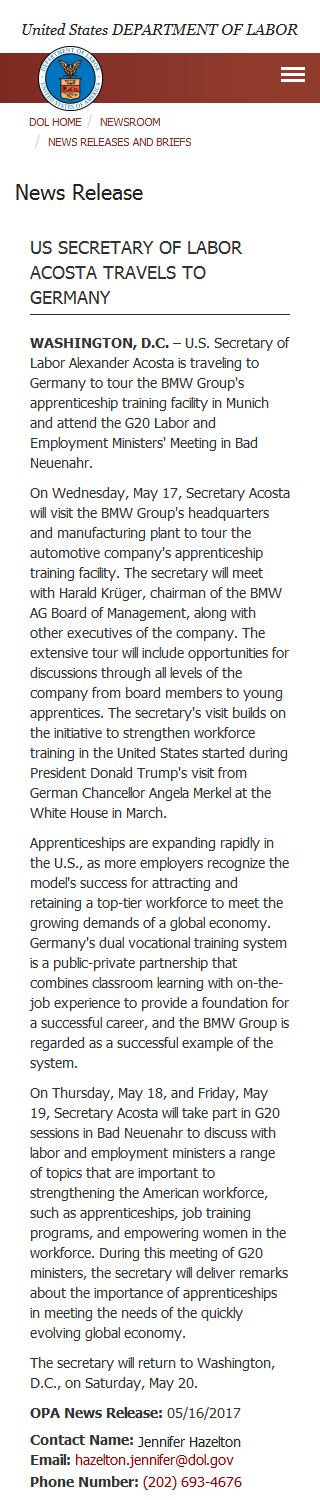 United States DEPARTMENT OF LABOR
DOL HOME / NEWSROOM
/ NEWS RELEASES AND BRIEFS
News Release
US SECRETARY OF LABOR
ACOSTA TRAVELS TO
GERMANY
WASHINGTON, D.C. – U.S. Secretary of
Labor Alexander Acosta is traveling to
Germany to tour the BMW Group's
apprenticeship training facility in Munich
and attend the G20 Labor and
Employment Ministers' Meeting in Bad
Neuenahr.
On Wednesday, May 17, Secretary Acosta
will visit the BMW Group's headquarters
and manufacturing plant to tour the
automotive company's apprenticeship
training facility. The secretary will meet
with Harald Krüger, chairman of the BMW
AG Board of Management, along with
other executives of the company. The
extensive tour will include opportunities for
discussions through all levels of the
company from board members to young
apprentices. The secretary's visit builds on
the initiative to strengthen workforce
training in the United States started during
President Donald Trump's visit from
German Chancellor Angela Merkel at the
White House in March.
Apprenticeships are expanding rapidly in
the U.S., as more employers recognize the
model's success for attracting and
retaining a top-tier workforce to meet the
growing demands of a global economy.
Germany's dual vocational training system
is a public-private partnership that
combines classroom learning with on-the-
job experience to provide a foundation for
a successful career, and the BMW Group is
regarded as a successful example of the
system.
On Thursday, May 18, and Friday, May
19, Secretary Acosta will take part in G20
sessions in Bad Neuenahr to discuss with
labor and employment ministers a range
of topics that are important to
strengthening the American workforce,
such as apprenticeships, job training
programs, and empowering women in the
workforce. During this meeting of G20
ministers, the secretary will deliver remarks
about the importance of apprenticeships
in meeting the needs of the quickly
evolving global economy.
The secretary will return to Washington,
D.C., on Saturday, May 20.
OPA News Release: 05/16/2017
Contact Name: Jennifer Hazelton
Email: hazelton.jennifer@dol.gov
Phone Number: (202) 693-4676